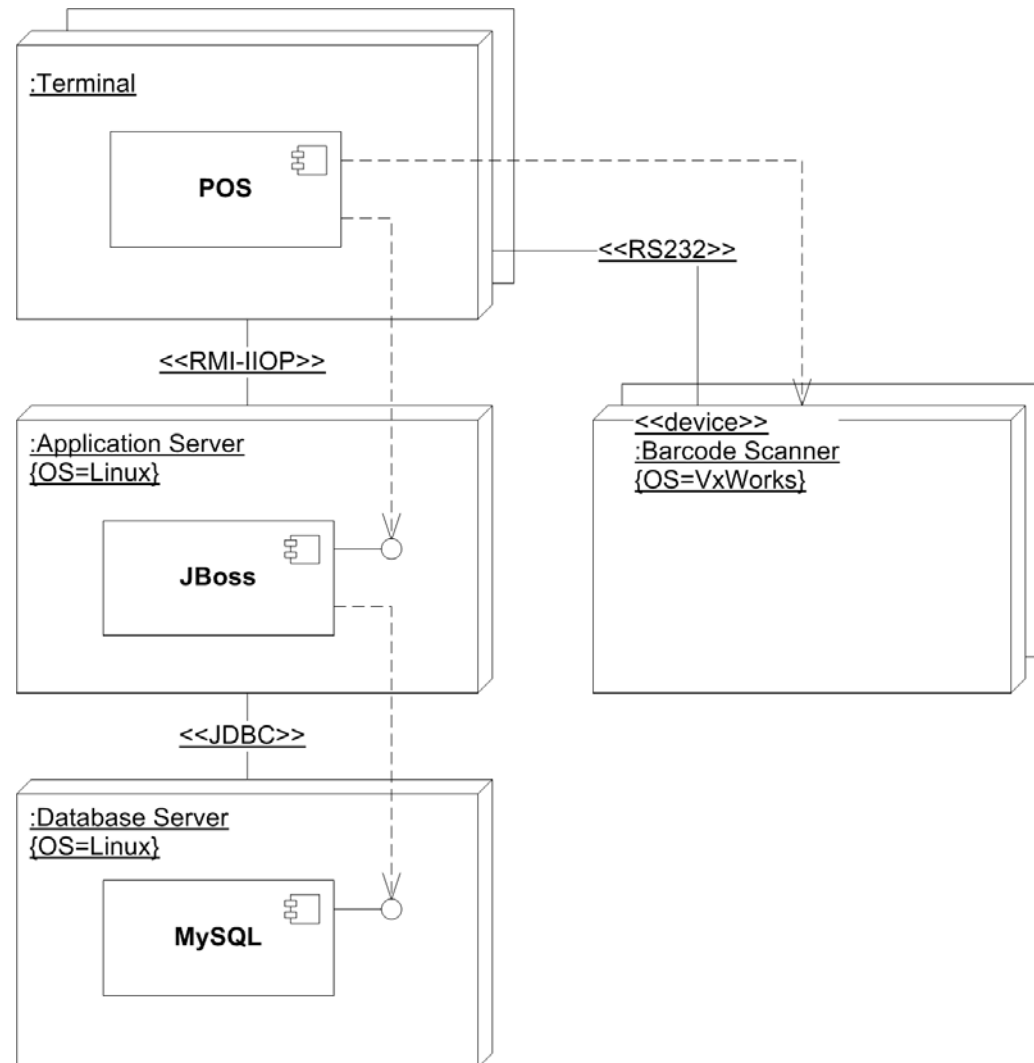 :Terminal
POS
<<RS232>>
<<RMI-IIOP>>
:Application Server
{OS=Linux}
JBoss
<<device>>
:Barcode Scanner
{OS=VxWorks}
<<JDBC>>
:Database Server
{OS=Linux}
MySQL